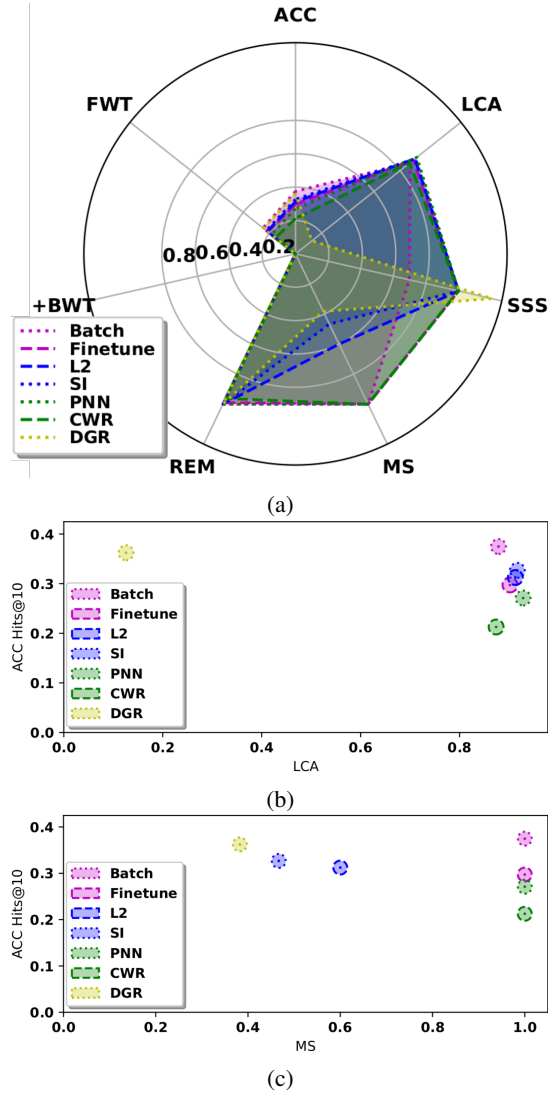 ACC
FWT
LCA
0.8 0.6 0.4 0.2
+BWT
SSS
Batch
Finetune
L2
SI
PNN
CWR
DGR
REM
MS
(a)
0.4
0.3
0.2
0.1
0.0
ACC Hits@10
Batch
Finetune
L2
SI
PNN
CWR
DGR
0.0 0.2 0.4 0.6 0.8
LCA
(b)
0.4
0.3
0.2
0.1
0.0
ACC Hits@10
Batch
Finetune
L2
SI
PNN
CWR
DGR
0.0 0.2 0.4 0.6 0.8 1.0
MS
(c)